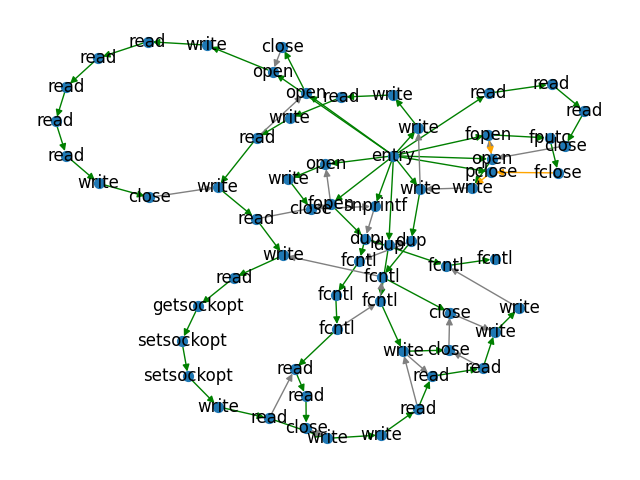 read
write
close
read
open
read
open
read
write
read
read
write
read
write
fopen
fputc
close
read
read
entry
open
read
open
pclose
fclose
write
close
write
write
write
write
close
fopen
snprintf
read
dup
dup
dup
write
fcntl
fcntl
fcntl
read
fcntl
fcntl
getsockopt
fcntl
write
close
fcntl
write
setsockopt
write
close
read
read
setsockopt
read
read
write
read
read
close
write
write